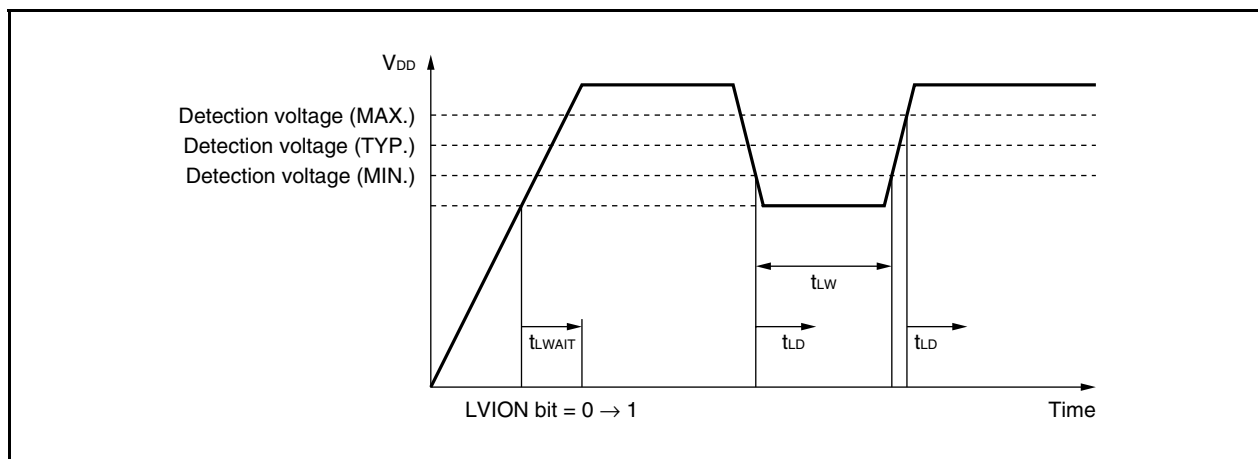 VDD
Detection voltage (MAX.)
Detection voltage (TYP.)
Detection voltage (MIN.)
tLW
tLWAIT
tLD
tLD
LVION bit = 0 → 1
Time